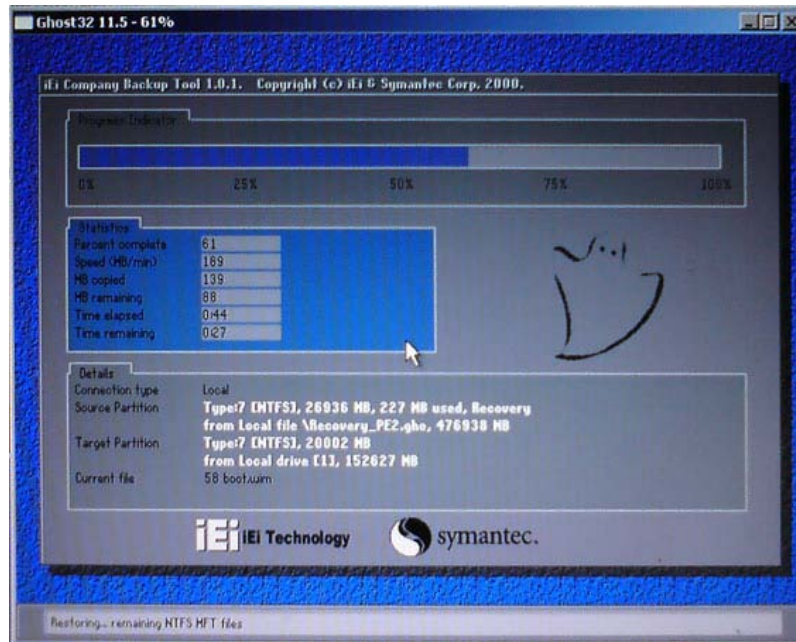 Ghost32 11.5 - 61%
iEi Company Backup Tool 1.0.1. Copyright (c) iEi & Symantec Corp. 2000.
Progress Indicator
0% 25% 50% 75% 100%
Statistics
Percent complete 61
Speed (MB/min) 189
MB copied 139
MB remaining 88
Time elapsed 0:44
Time remaining 0:27
Details
Connection type Local
Source Partition Type:7 [NTFS], 26936 MB, 227 MB used, Recovery
from Local file \Recovery_PE2.gho, 476938 MB
Target Partition Type:7 [NTFS], 20002 MB
from Local drive [1], 152627 MB
Current file 58 boot.wim
iEi iEi Technology symantec.
Restoring... remaining NTFS MFT files